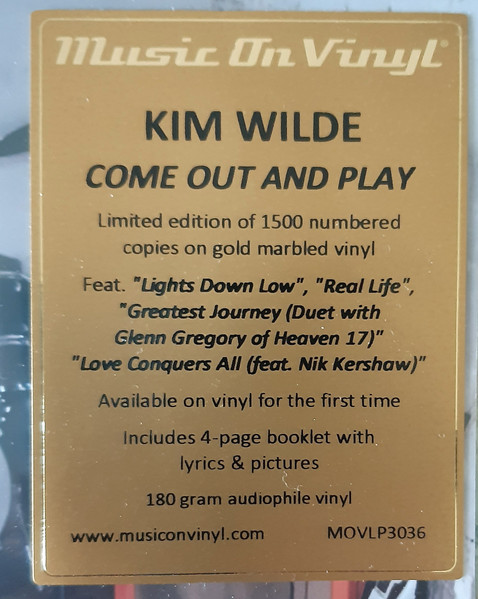 Music On Vinyl®
KIM WILDE
COME OUT AND PLAY
Limited edition of 1500 numbered
copies on gold marbled vinyl
Feat. "Lights Down Low", "Real Life",
"Greatest Journey (Duet with
Glenn Gregory of Heaven 17)"
"Love Conquers All (feat. Nik Kershaw)"
Available on vinyl for the first time
Includes 4-page booklet with
lyrics & pictures
180 gram audiophile vinyl
www.musiconvinyl.com MOVLP3036